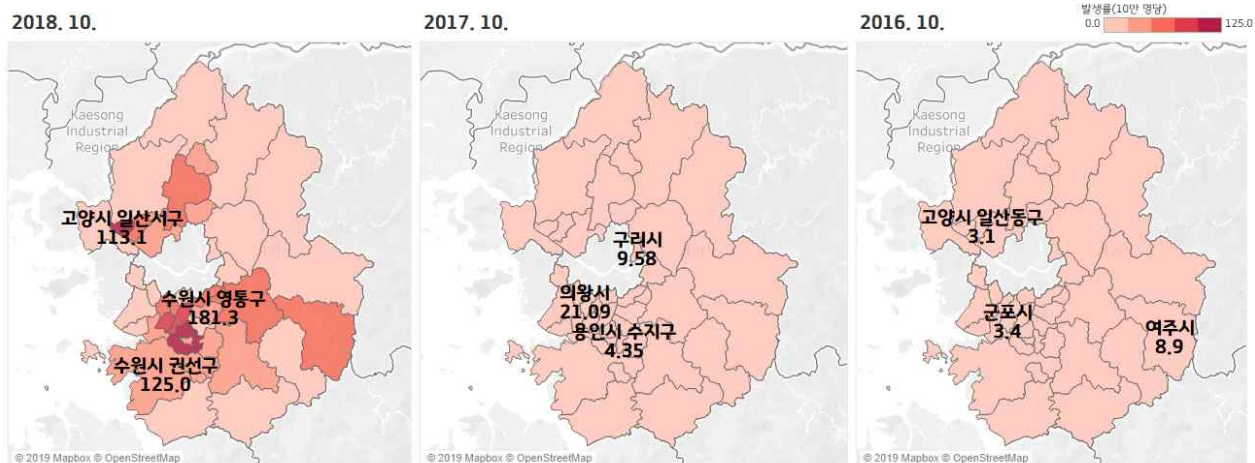 2018. 10.
2017. 10.
2016. 10.
발생률(10만 명당)
0.0
125.0
Kaesong
Industrial
Region
고양시 일산서구
113.1
수원시 영통구
181.3
수원시 권선구
125.0
© 2019 Mapbox © OpenStreetMap
Kaesong
Industrial
Region
구리시
9.58
의왕시
21.09
용인시 수지구
4.35
© 2019 Mapbox © OpenStreetMap
Kaesong
Industrial
Region
고양시 일산동구
3.1
군포시
3.4
여주시
8.9
© 2019 Mapbox © OpenStreetMap